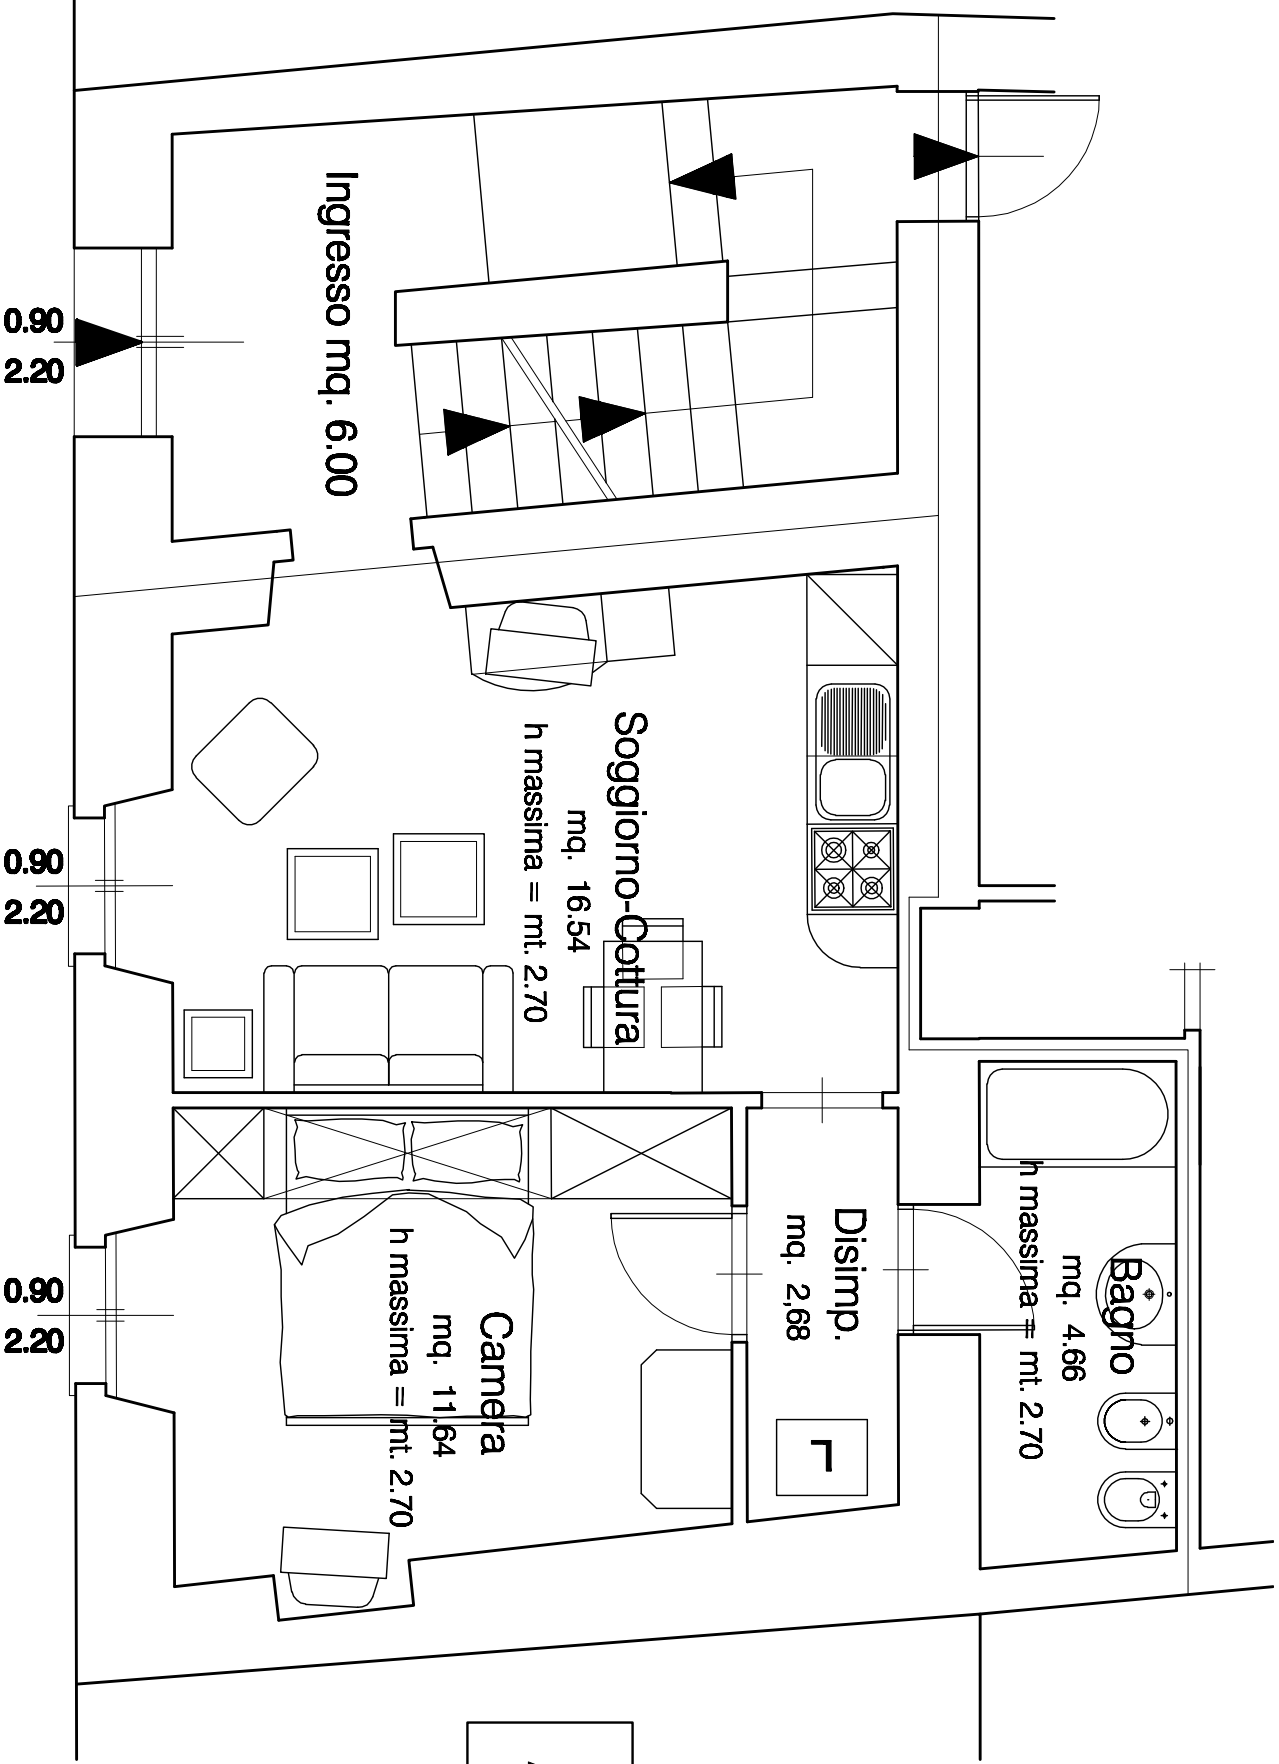 Ingresso mq. 6.00
0.90
2.20
Soggiorno-Cottura
mq. 16.54
h massima = mt. 2.70
0.90
2.20
Disimp.
mq. 2,68
L
Bagno
mq. 4.66
h massima = mt. 2.70
Camera
mq. 11.64
h massima = mt. 2.70
0.90
2.20